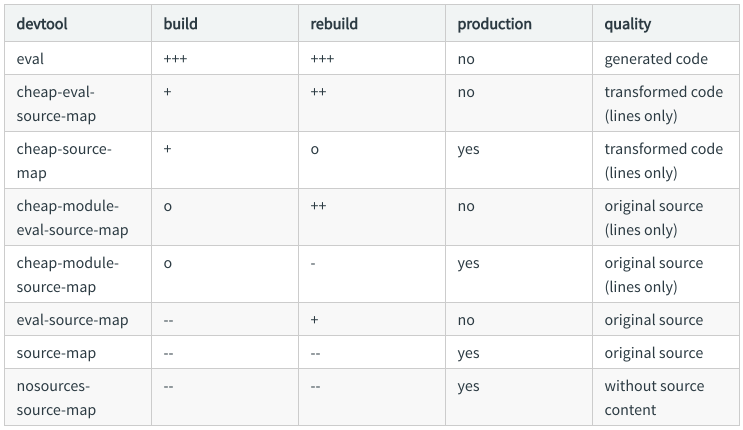 devtool build rebuild production quality
eval +++ +++ no generated code
cheap-eval- + ++ no transformed code
source-map (lines only)
cheap-source- + o yes transformed code
map (lines only)
cheap-module- o ++ no original source
eval-source-map (lines only)
cheap-module- o - yes original source
source-map (lines only)
eval-source-map -- + no original source
source-map -- -- yes original source
nosources- -- -- yes without source
source-map content